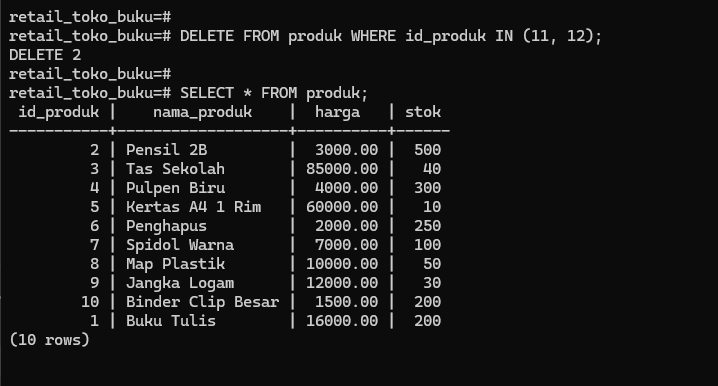 retail_toko_buku=#
retail_toko_buku=# DELETE FROM produk WHERE id_produk IN (11, 12);
DELETE 2
retail_toko_buku=#
retail_toko_buku=# SELECT * FROM produk;
 id_produk |    nama_produk    |  harga   | stok
-----------+-------------------+----------+------
         2 | Pensil 2B         |  3000.00 |  500
         3 | Tas Sekolah       | 85000.00 |   40
         4 | Pulpen Biru       |  4000.00 |  300
         5 | Kertas A4 1 Rim   | 60000.00 |   10
         6 | Penghapus         |  2000.00 |  250
         7 | Spidol Warna      |  7000.00 |  100
         8 | Map Plastik       | 10000.00 |   50
         9 | Jangka Logam      | 12000.00 |   30
        10 | Binder Clip Besar |  1500.00 |  200
         1 | Buku Tulis        | 16000.00 |  200
(10 rows)